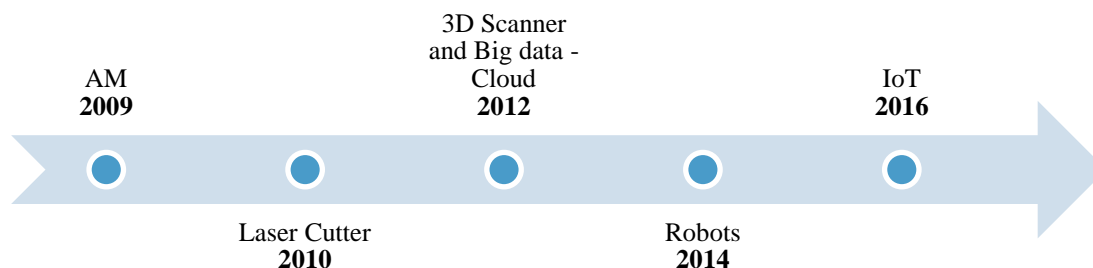 AM
2009
Laser Cutter
2010
3D Scanner
and Big data -
Cloud
2012
Robots
2014
IoT
2016